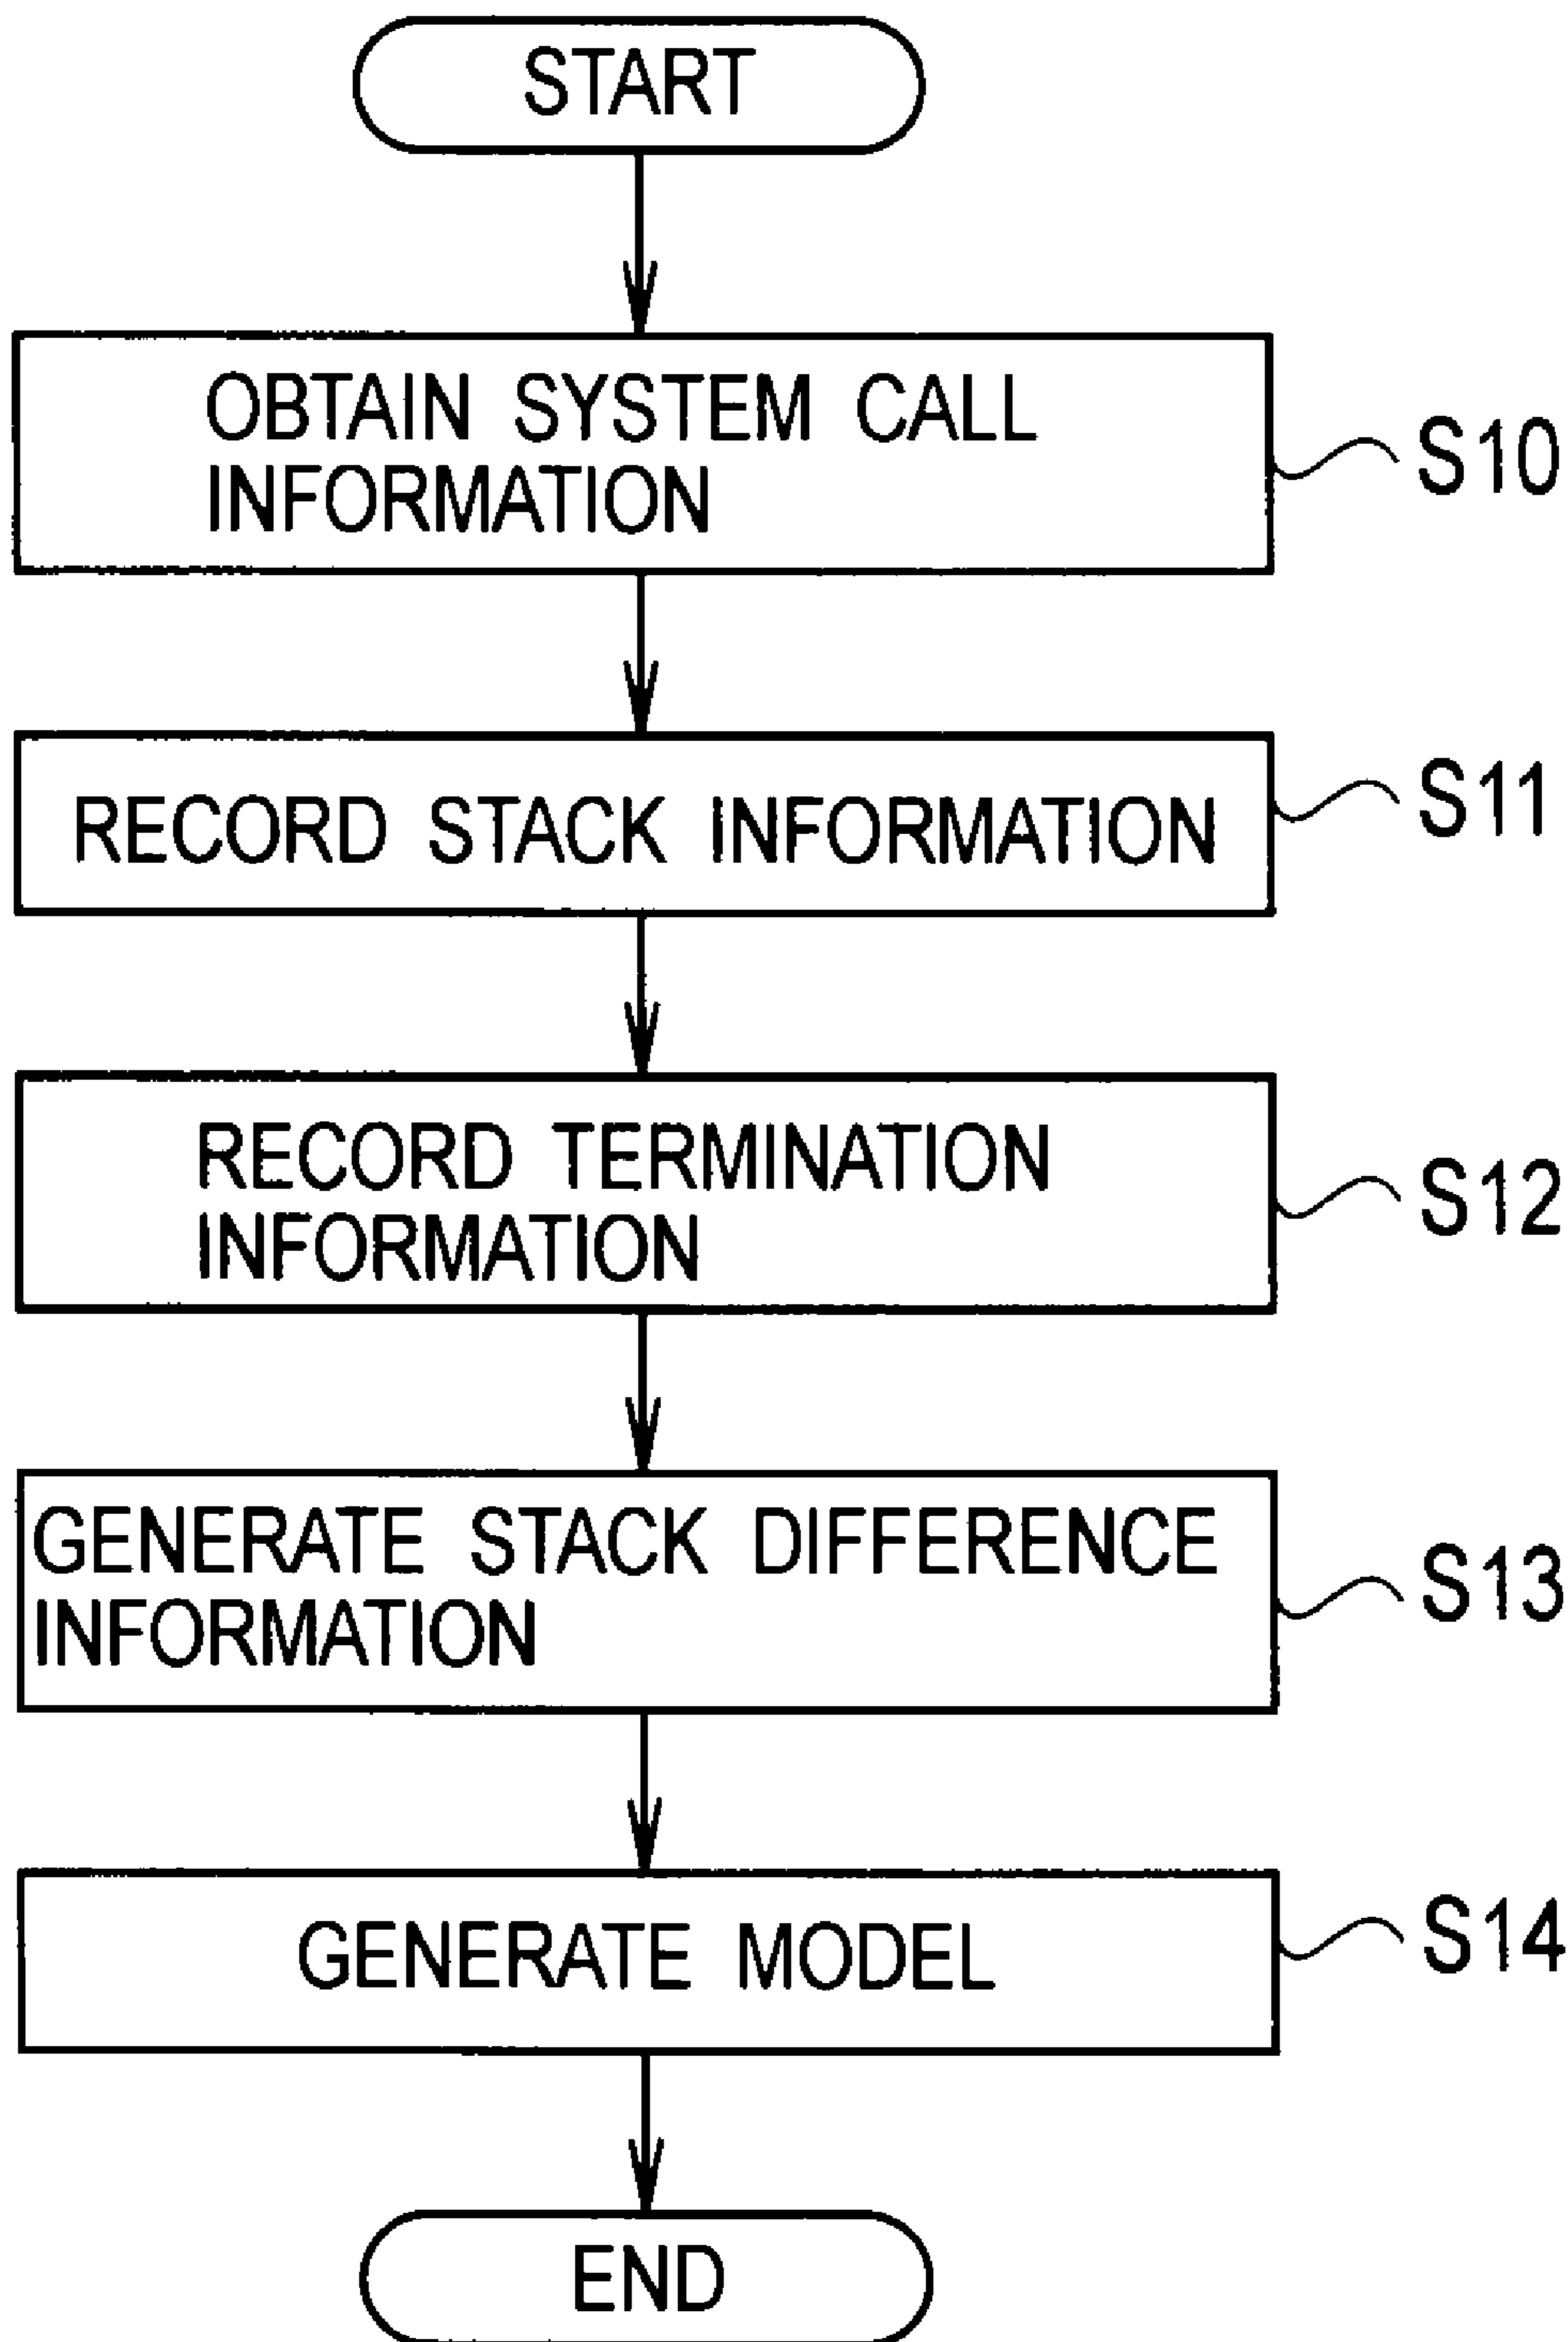 START
OBTAIN SYSTEM CALL
INFORMATION
S10
RECORD STACK INFORMATION
S11
RECORD TERMINATION
INFORMATION
S12
GENERATE STACK DIFFERENCE
INFORMATION
S13
GENERATE MODEL
S14
END